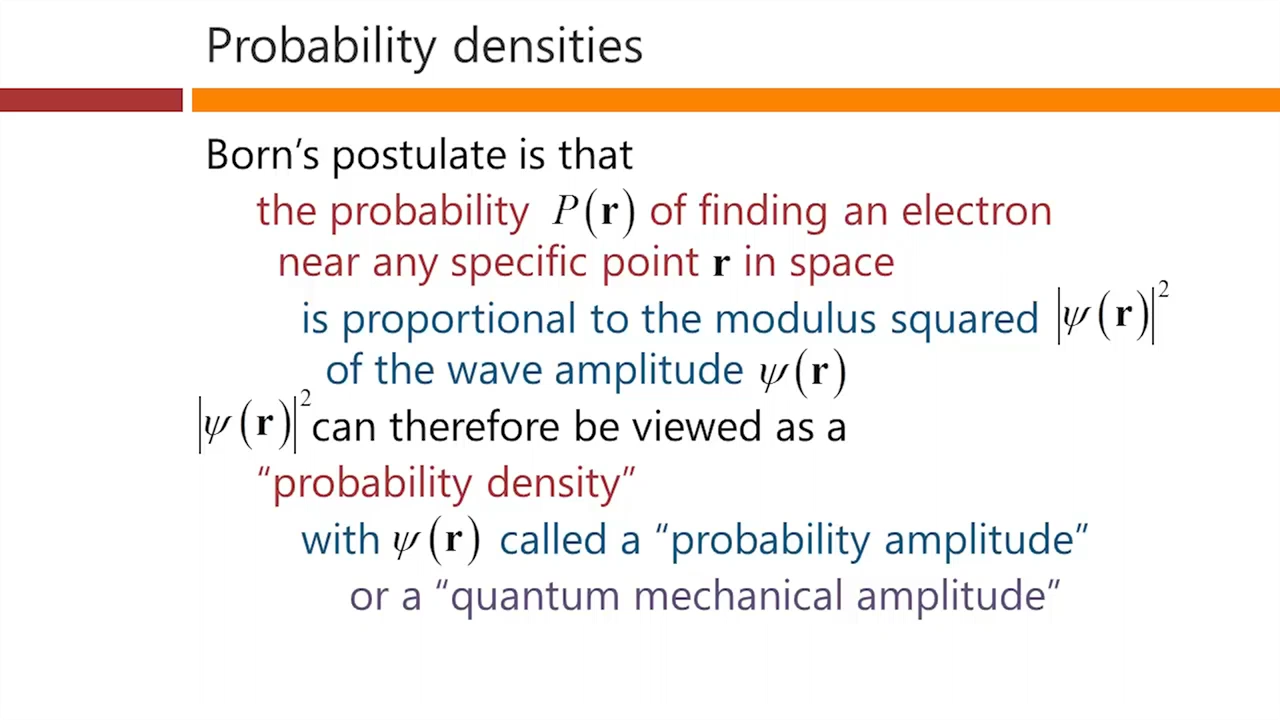 Probability densities
Born’s postulate is that
the probability P(r) of finding an electron
near any specific point r in space
is proportional to the modulus squared |ψ(r)|²
of the wave amplitude ψ(r)
|ψ(r)|² can therefore be viewed as a
“probability density”
with ψ(r) called a “probability amplitude”
or a “quantum mechanical amplitude”